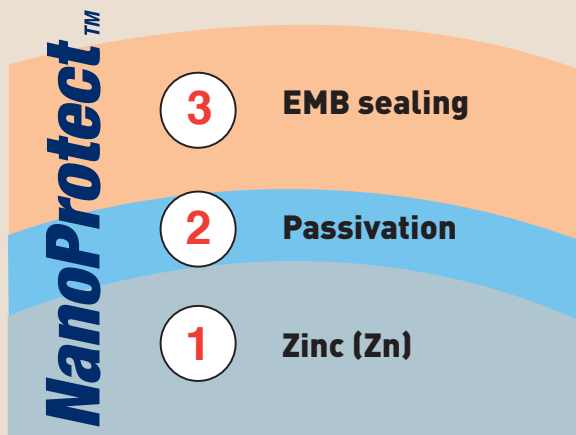 NanoProtect™
3 EMB sealing
2 Passivation
1 Zinc (Zn)